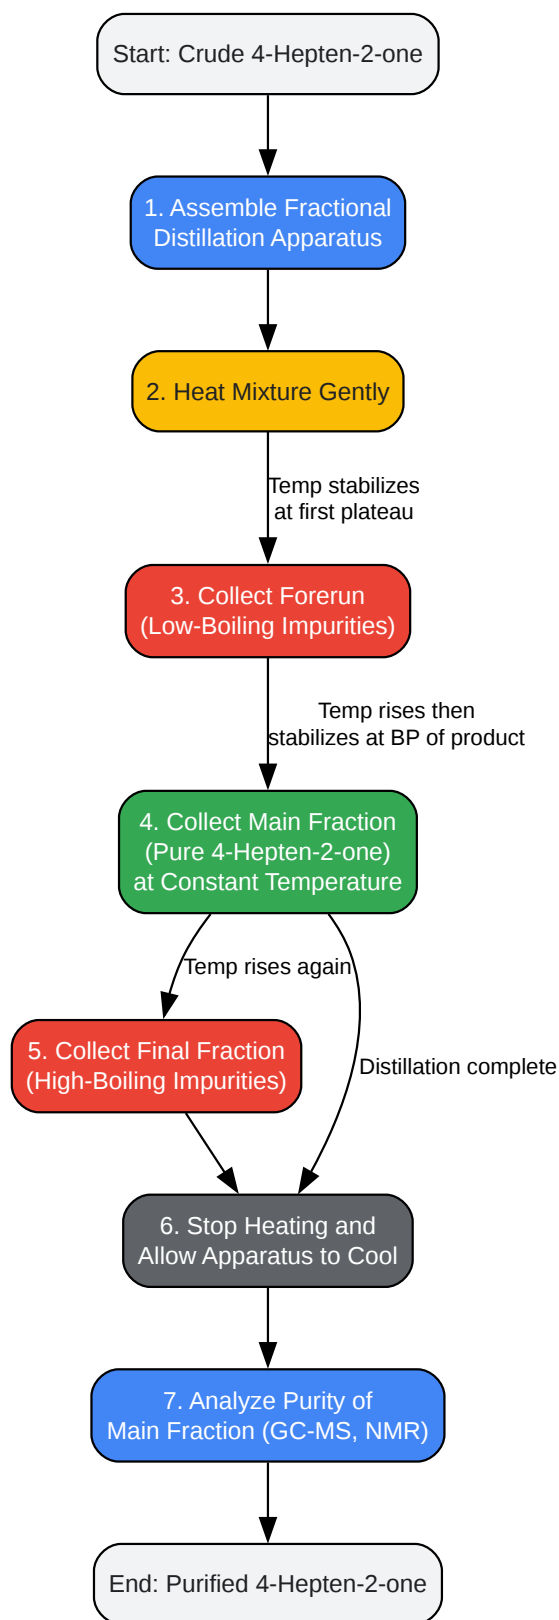 Start: Crude 4-Hepten-2-one
1. Assemble Fractional
Distillation Apparatus
2. Heat Mixture Gently
Temp stabilizes
at first plateau
3. Collect Forerun
(Low-Boiling Impurities)
Temp rises then
stabilizes at BP of product
4. Collect Main Fraction
(Pure 4-Hepten-2-one)
at Constant Temperature
Temp rises again
5. Collect Final Fraction
(High-Boiling Impurities)
Distillation complete
6. Stop Heating and
Allow Apparatus to Cool
7. Analyze Purity of
Main Fraction (GC-MS, NMR)
End: Purified 4-Hepten-2-one